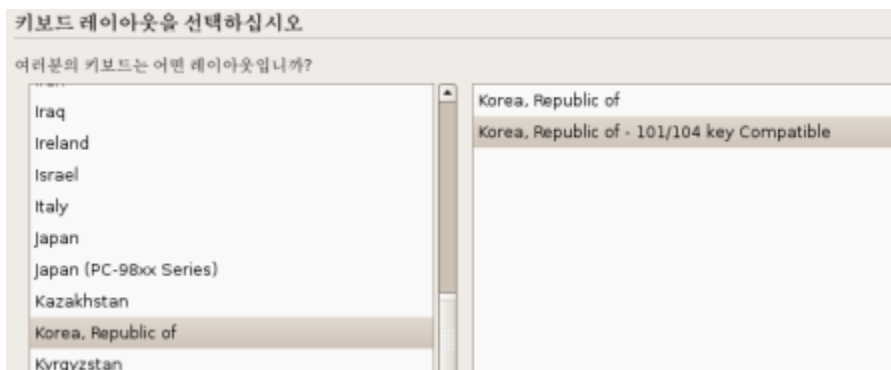 키보드 레이아웃을 선택하십시오
여러분의 키보드는 어떤 레이아웃입니까?
Iraq
Ireland
Israel
Italy
Japan
Japan (PC-98xx Series)
Kazakhstan
Korea, Republic of
Kyrgyzstan
Korea, Republic of
Korea, Republic of - 101/104 key Compatible